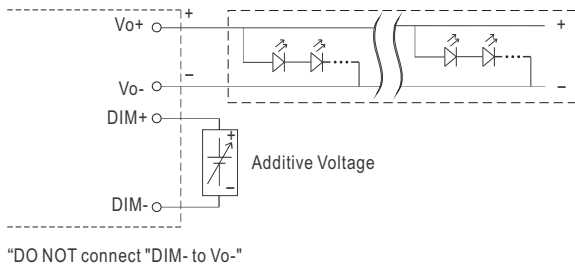 Vo+
+
+
Vo-
–
–
DIM+
+
Additive Voltage
–
DIM-
“DO NOT connect "DIM- to Vo-"